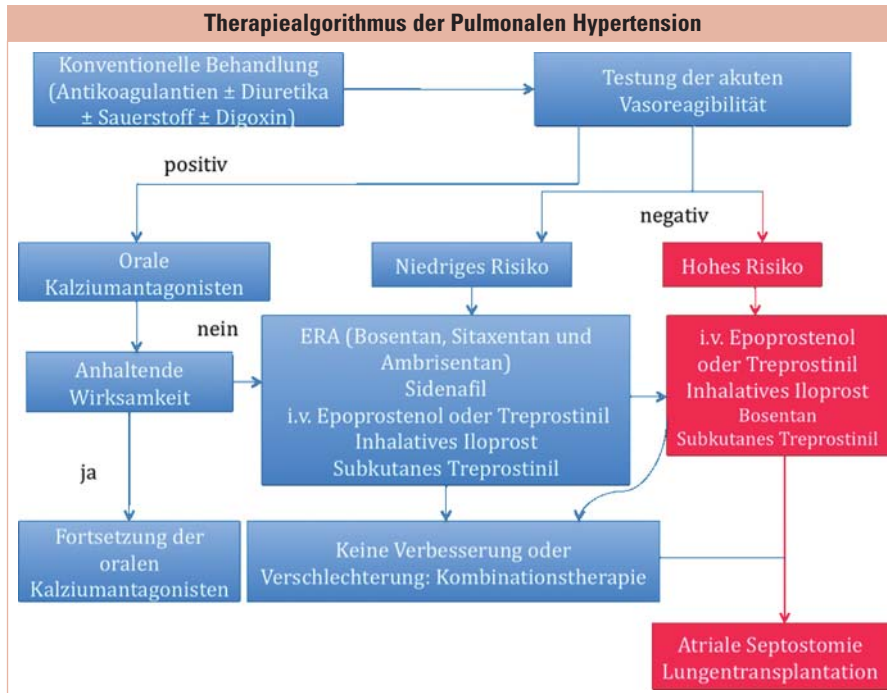 Therapiealgorithmus der Pulmonalen Hypertension
Konventionelle Behandlung
(Antikoagulantien ± Diuretika
± Sauerstoff ± Digoxin)
Testung der akuten
Vasoreagibilität
positiv
negativ
Orale
Kalziumantagonisten
Niedriges Risiko
Hohes Risiko
nein
Anhaltende
Wirksamkeit
ERA (Bosentan, Sitaxentan und
Ambrisentan)
Sidenafil
i.v. Epoprostenol oder Treprostinil
Inhalatives Iloprost
Subkutanes Treprostinil
i.v. Epoprostenol
oder Treprostinil
Inhalatives Iloprost
Bosentan
Subkutanes Treprostinil
ja
Fortsetzung der
oralen
Kalziumantagonisten
Keine Verbesserung oder
Verschlechterung: Kombinationstherapie
Atriale Septostomie
Lungentransplantation